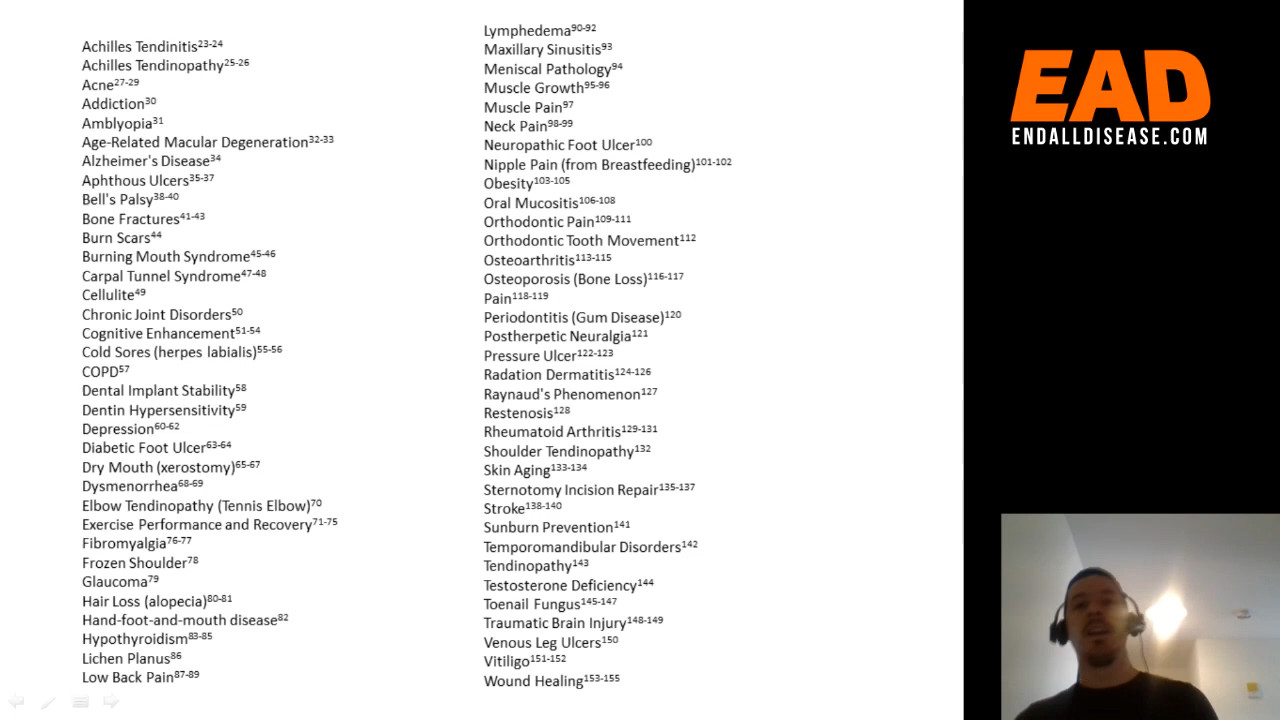 Achilles Tendinitis23-24
Achilles Tendinopathy25-26
Acne27-29
Addiction30
Amblyopia31
Age-Related Macular Degeneration32-33
Alzheimer's Disease34
Aphthous Ulcers35-37
Bell's Palsy38-40
Bone Fractures41-43
Burn Scars44
Burning Mouth Syndrome45-46
Carpal Tunnel Syndrome47-48
Cellulite49
Chronic Joint Disorders50
Cognitive Enhancement51-54
Cold Sores (herpes labialis)55-56
COPD57
Dental Implant Stability58
Dentin Hypersensitivity59
Depression60-62
Diabetic Foot Ulcer63-64
Dry Mouth (xerostomy)65-67
Dysmenorrhea68-69
Elbow Tendinopathy (Tennis Elbow)70
Exercise Performance and Recovery71-75
Fibromyalgia76-77
Frozen Shoulder78
Glaucoma79
Hair Loss (alopecia)80-81
Hand-foot-and-mouth disease82
Hypothyroidism83-85
Lichen Planus86
Low Back Pain87-89
Lymphedema90-92
Maxillary Sinusitis93
Meniscal Pathology94
Muscle Growth95-96
Muscle Pain97
Neck Pain98-99
Neuropathic Foot Ulcer100
Nipple Pain (from Breastfeeding)101-102
Obesity103-105
Oral Mucositis106-108
Orthodontic Pain109-111
Orthodontic Tooth Movement112
Osteoarthritis113-115
Osteoporosis (Bone Loss)116-117
Pain118-119
Periodontitis (Gum Disease)120
Postherpetic Neuralgia121
Pressure Ulcer122-123
Radation Dermatitis124-126
Raynaud's Phenomenon127
Restenosis128
Rheumatoid Arthritis129-131
Shoulder Tendinopathy132
Skin Aging133-134
Sternotomy Incision Repair135-137
Stroke138-140
Sunburn Prevention141
Temporomandibular Disorders142
Tendinopathy143
Testosterone Deficiency144
Toenail Fungus145-147
Traumatic Brain Injury148-149
Venous Leg Ulcers150
Vitiligo151-152
Wound Healing153-155
EAD
ENDALLDISEASE.COM